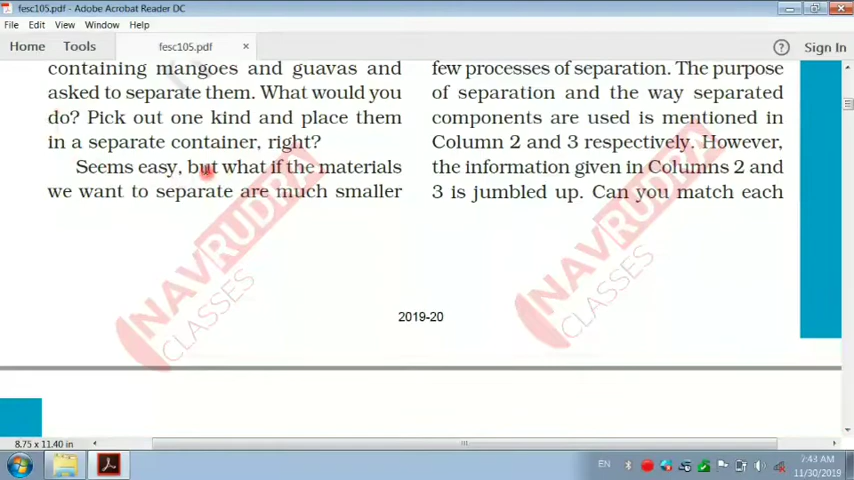 fesc105.pdf - Adobe Acrobat Reader DC
File Edit View Window Help
Home Tools fesc105.pdf × ? Sign In
containing mangoes and guavas and
asked to separate them. What would you
do? Pick out one kind and place them
in a separate container, right?
Seems easy, but what if the materials
we want to separate are much smaller
few processes of separation. The purpose
of separation and the way separated
components are used is mentioned in
Column 2 and 3 respectively. However,
the information given in Columns 2 and
3 is jumbled up. Can you match each
NAVRUDRA
CLASSES
NAVRUDRA
CLASSES
2019-20
8.75 x 11.40 in
EN
7:43 AM
11/30/2019